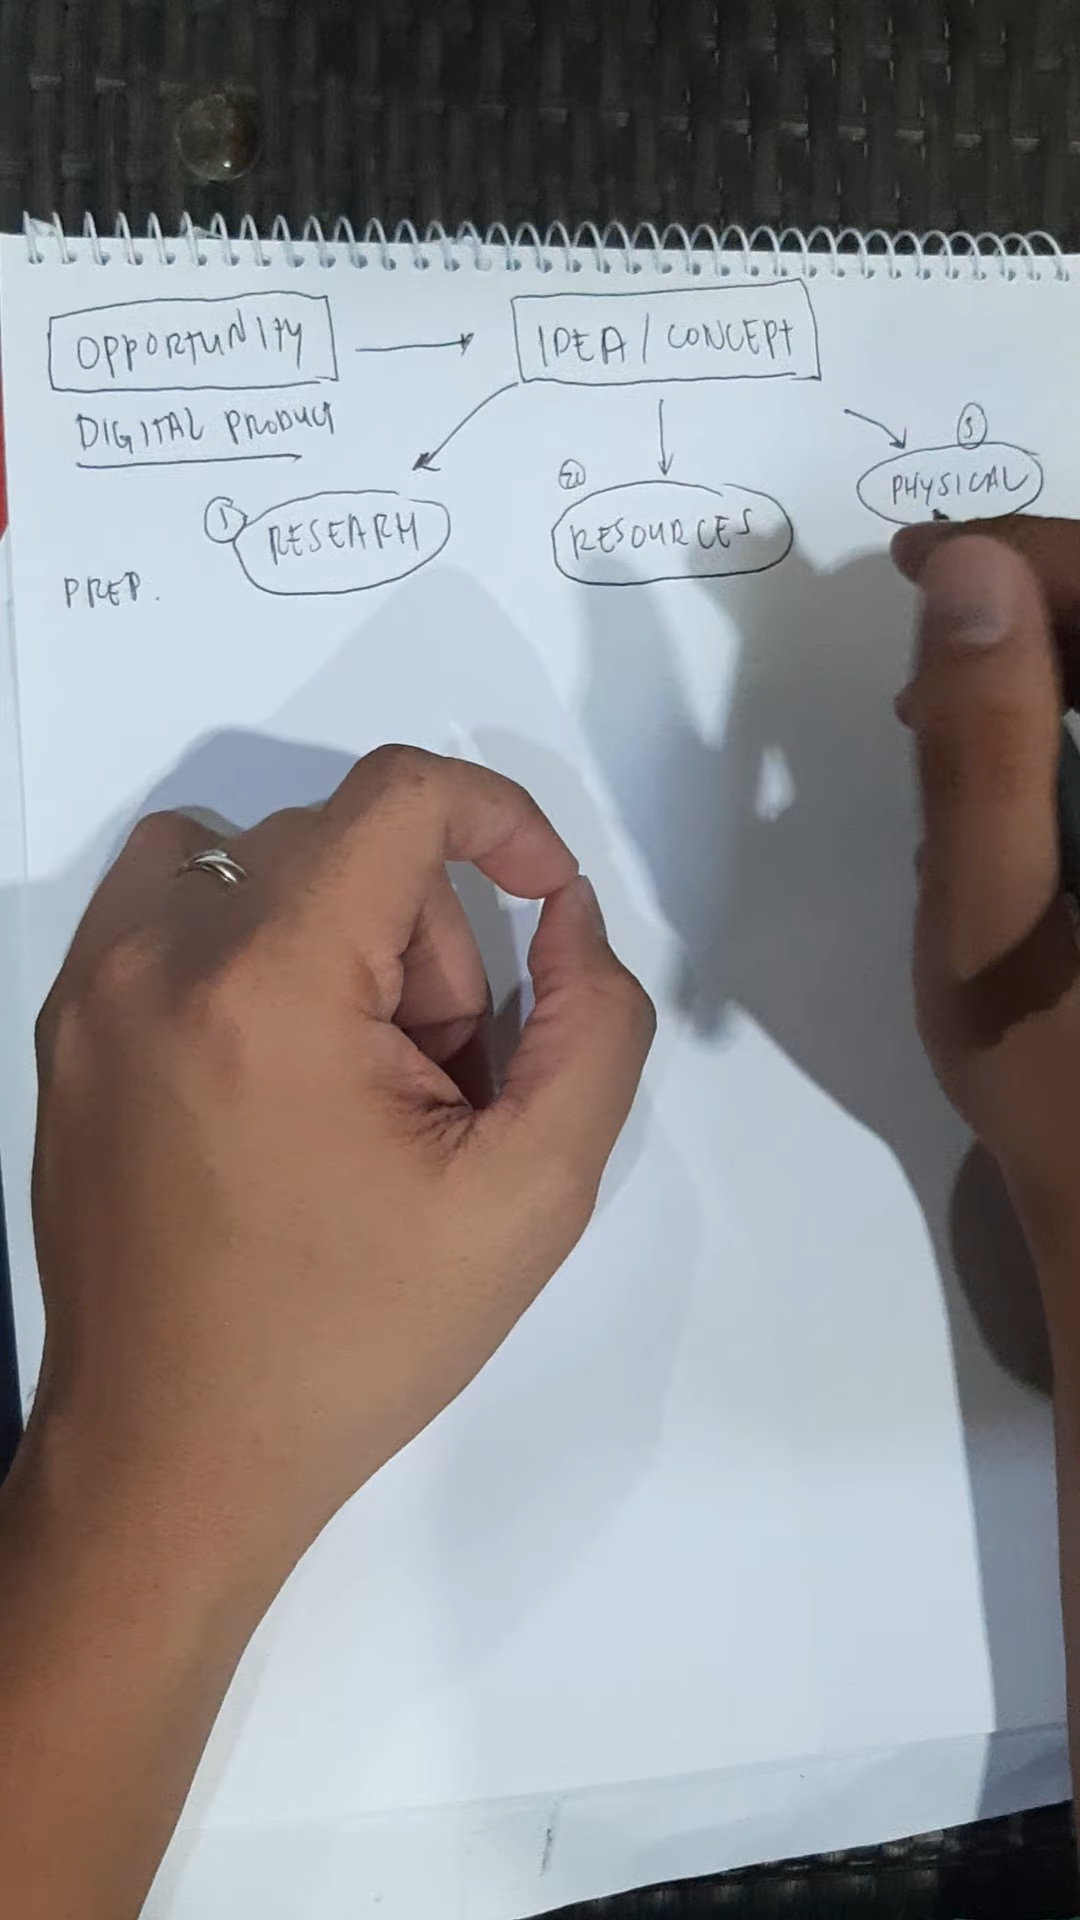 OPPORTUNITY
IDEA / CONCEPT
DIGITAL PRODUCT
3
PHYSICAL
2
1
RESEARCH
RESOURCES
PREP.